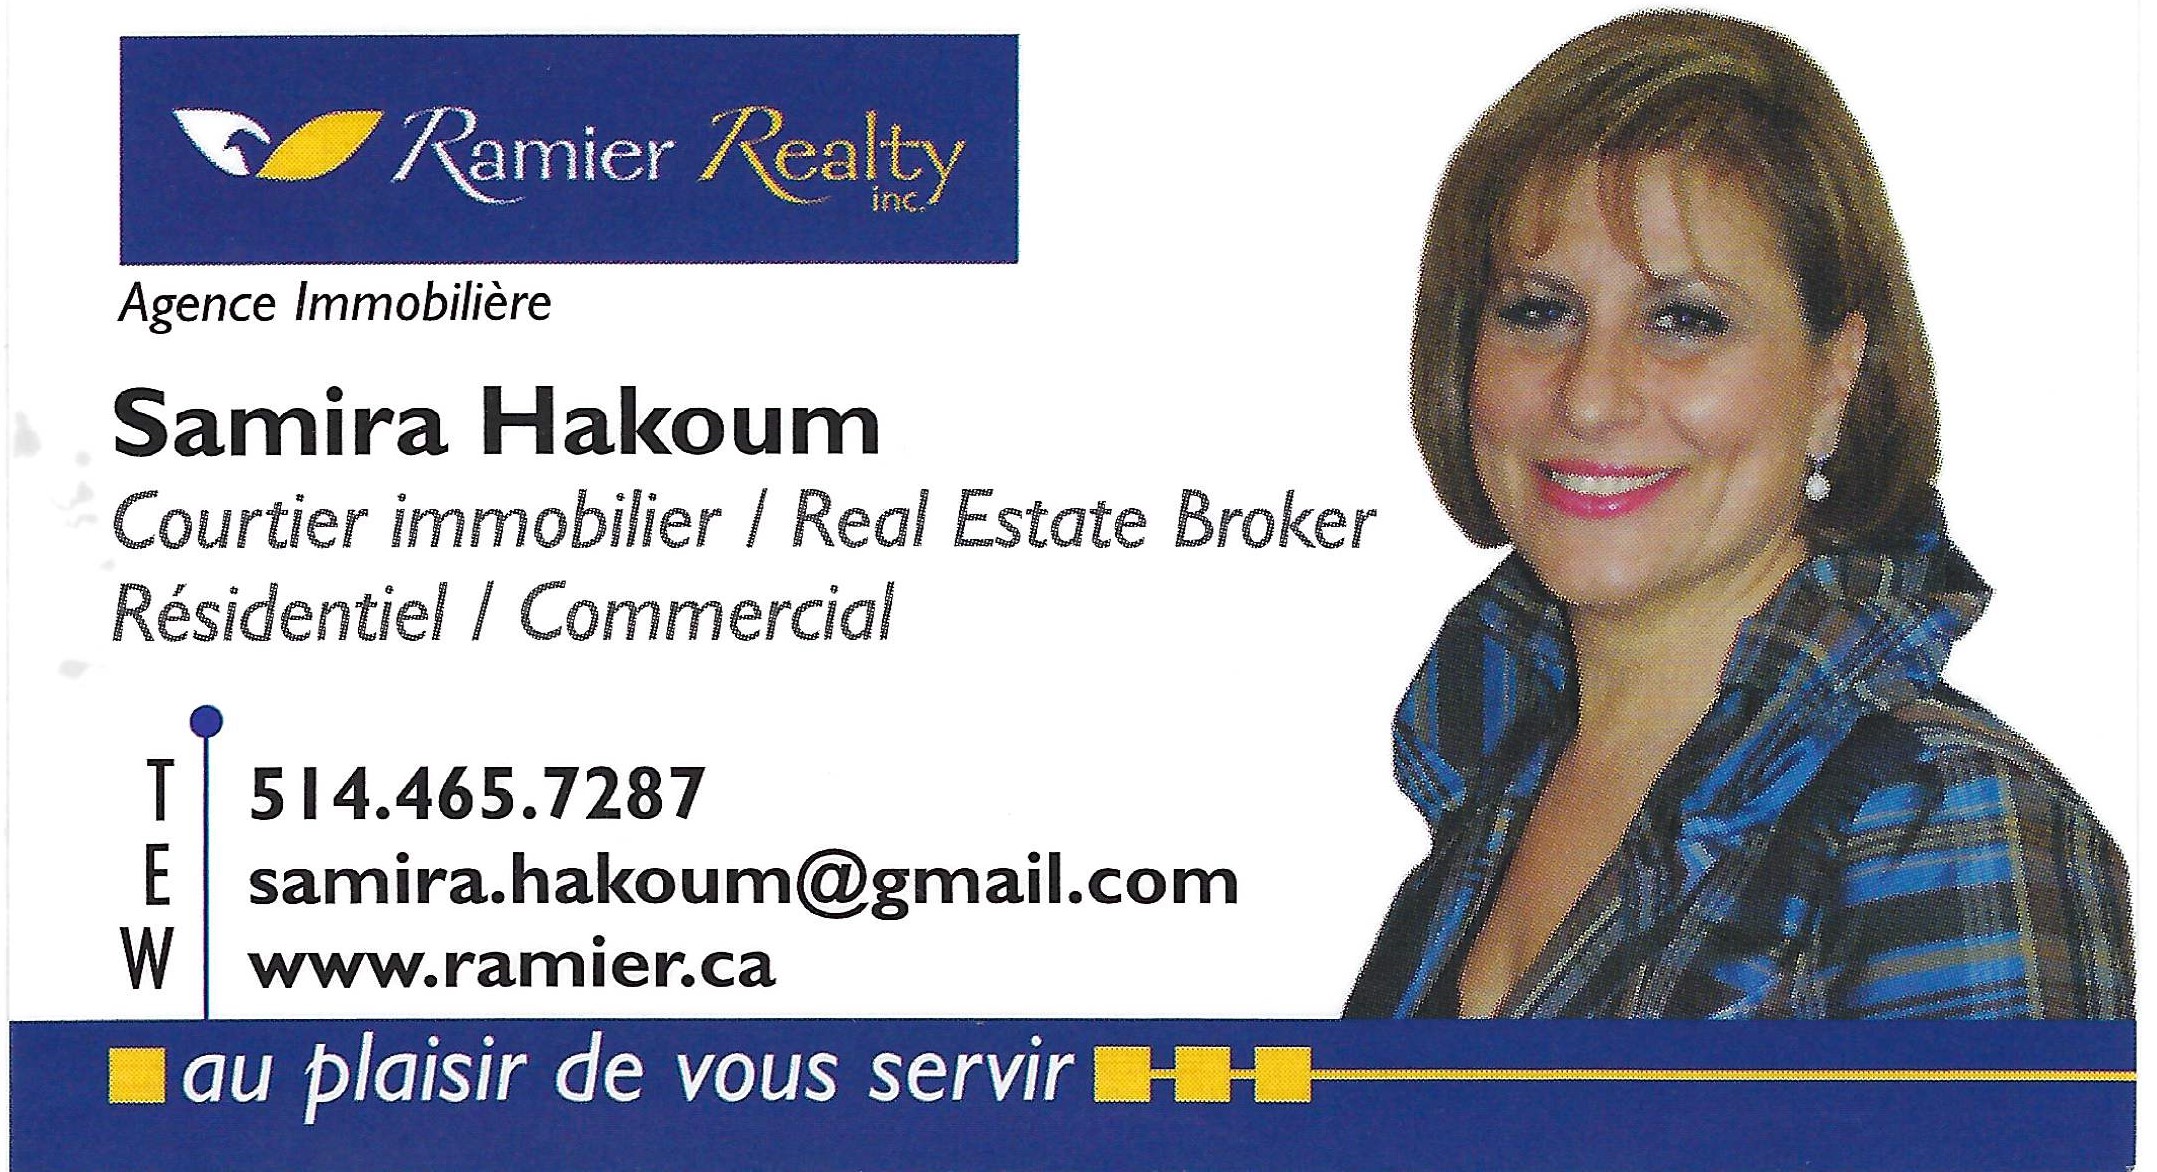 Ramier Realty
inc.
Agence Immobilière
Samira Hakoum
Courtier immobilier / Real Estate Broker
Résidentiel / Commercial
T 514.465.7287
E samira.hakoum@gmail.com
W www.ramier.ca
au plaisir de vous servir